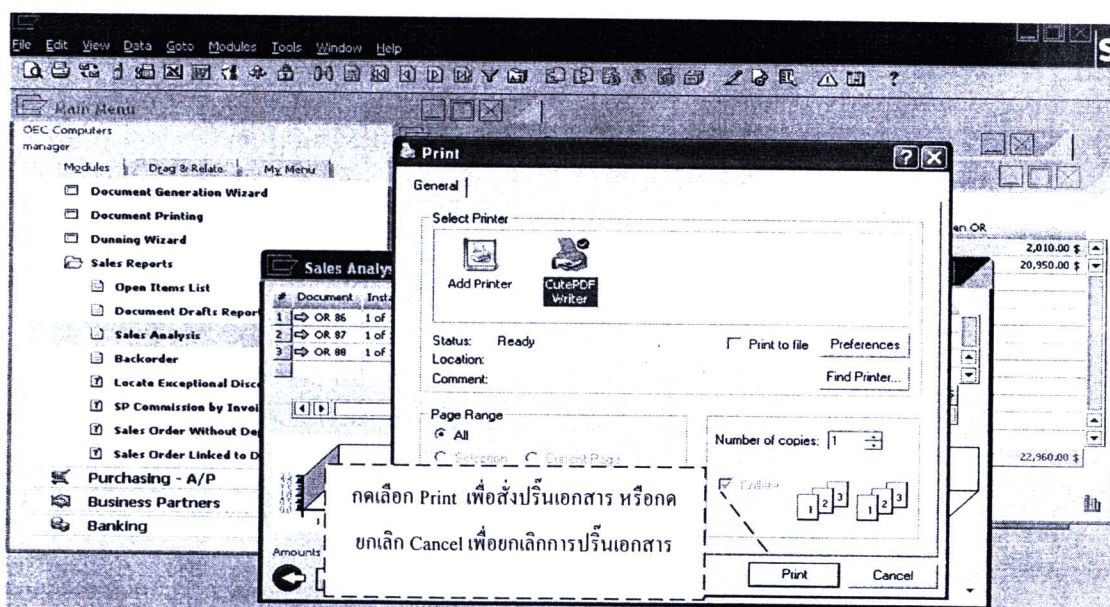 File Edit View Data Goto Modules Tools Window Help
Main Menu
OEC Computers
manager
Modules Drag & Relate My Menu
Document Generation Wizard
Document Printing
Dunning Wizard
Sales Reports
Open Items List
Document Drafts Report
Sales Analysis
Backorder
Locate Exceptional Disc
SP Commission by Invoi
Sales Order Without De
Sales Order Linked to D
Purchasing - A/P
Business Partners
Banking
Sales Analys
# Document Insta
1 OR 86 1 of
2 OR 87 1 of
3 OR 88 1 of
Amounts
Print
General
Select Printer
Add Printer
CutePDF
Writer
Status: Ready
Location:
Comment:
Print to file
Preferences
Find Printer...
Page Range
All
Selection Current Page
Number of copies: 1
Collate
1 2 3 1 2 3
Print Cancel
en OR
2,010.00 $
20,950.00 $
22,960.00 $
กดเลือก Print เพื่อสั่งปริ๊นเอกสาร หรือกด
ยกเลิก Cancel เพื่อยกเลิกการปริ๊นเอกสาร